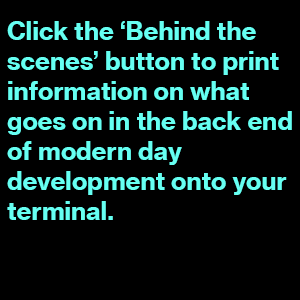 Click the ‘Behind the
scenes’ button to print
information on what
goes on in the back end
of modern day
development onto your
terminal.